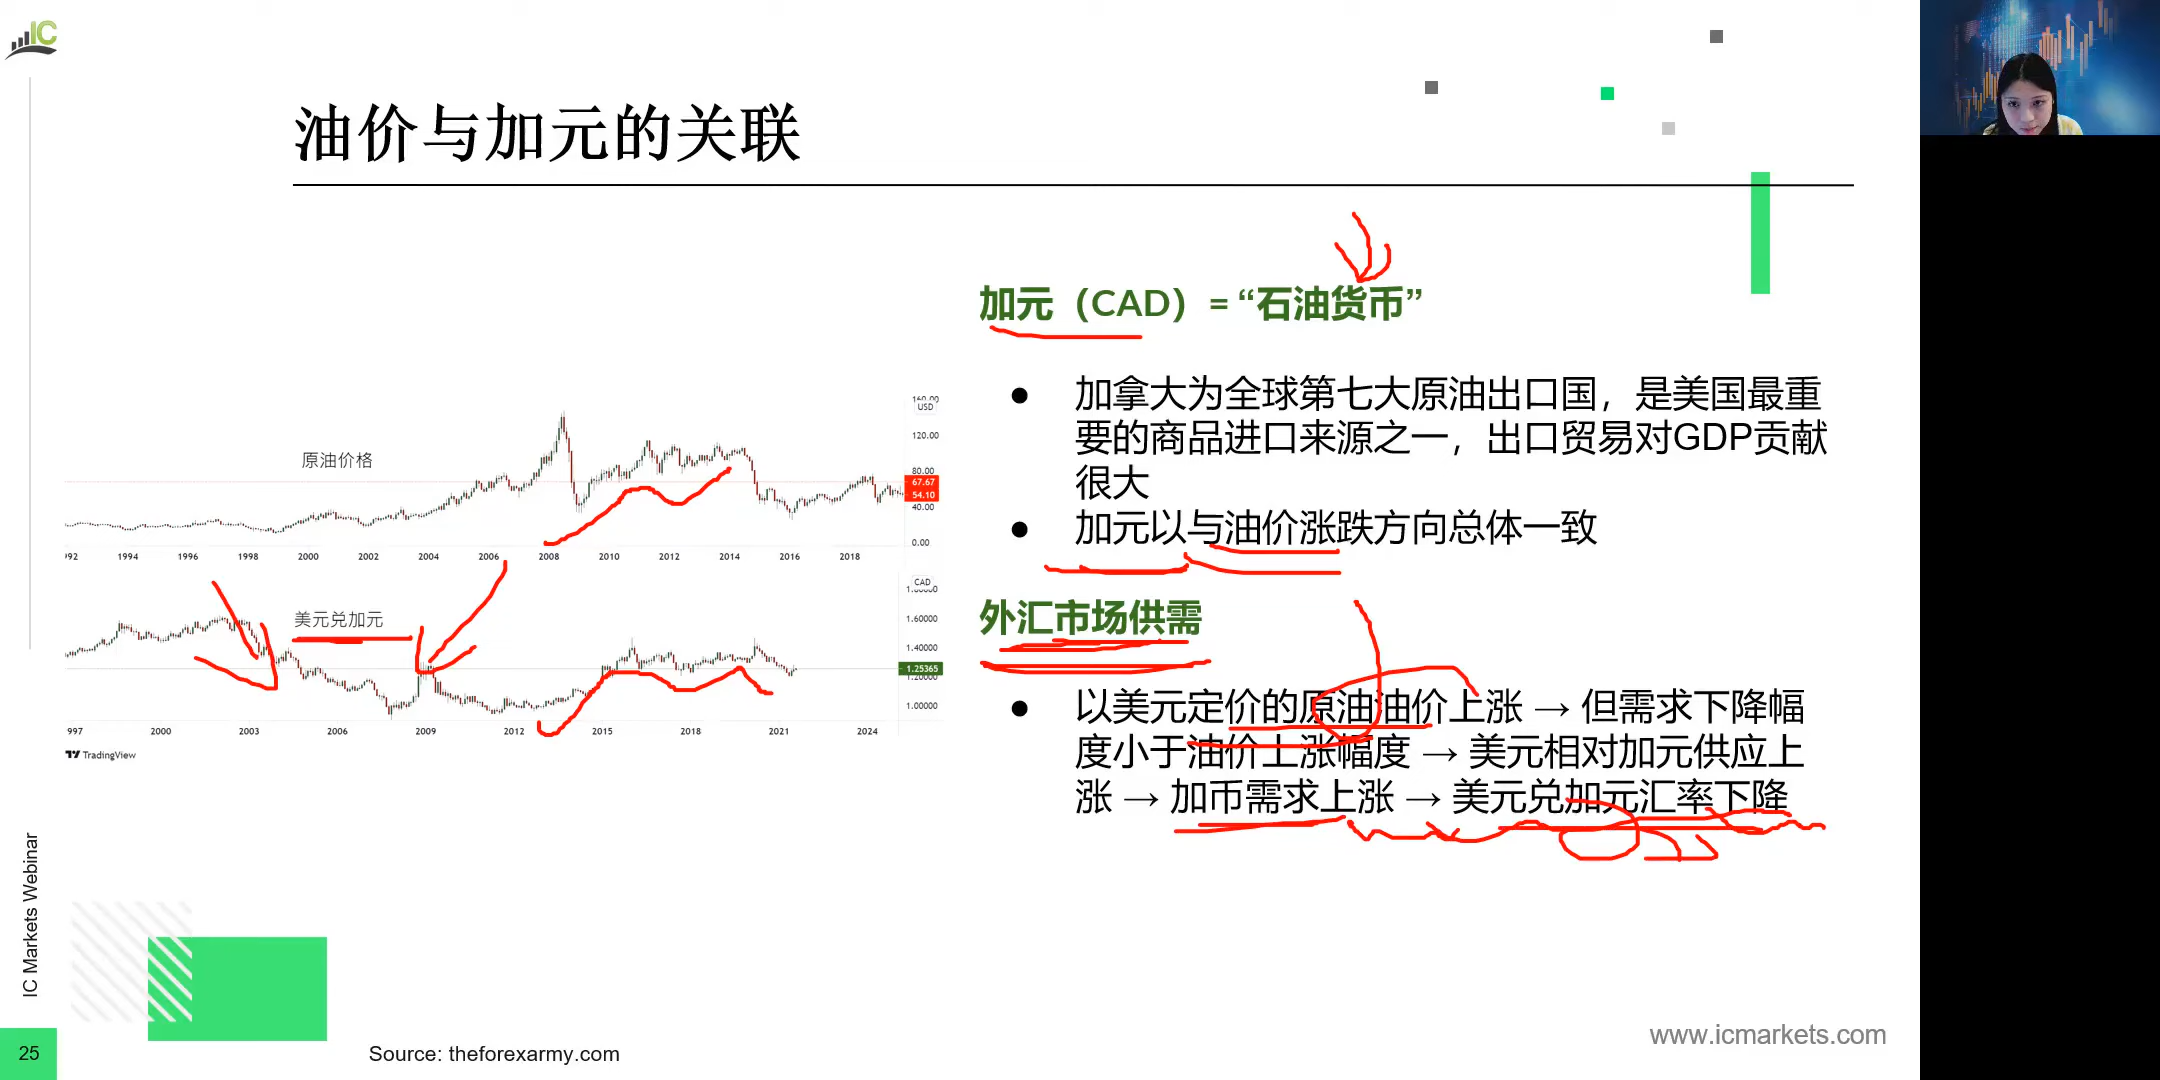 IC
油价与加元的关联
加元（CAD）= “石油货币”
● 加拿大为全球第七大原油出口国，是美国最重
要的商品进口来源之一，出口贸易对GDP贡献
很大
● 加元以与油价涨跌方向总体一致
外汇市场供需
● 以美元定价的原油油价上涨 → 但需求下降幅
度小于油价上涨幅度 → 美元相对加元供应上
涨 → 加币需求上涨 → 美元兑加元汇率下降
原油价格
160.00
USD
120.00
80.00
67.67
54.10
40.00
0.00
1992 1994 1996 1998 2000 2002 2004 2006 2008 2010 2012 2014 2016 2018
美元兑加元
CAD
1.60000
1.40000
1.25365
1.20000
1.00000
997 2000 2003 2006 2009 2012 2015 2018 2021 2024
TradingView
IC Markets Webinar
25
Source: theforexarmy.com
www.icmarkets.com